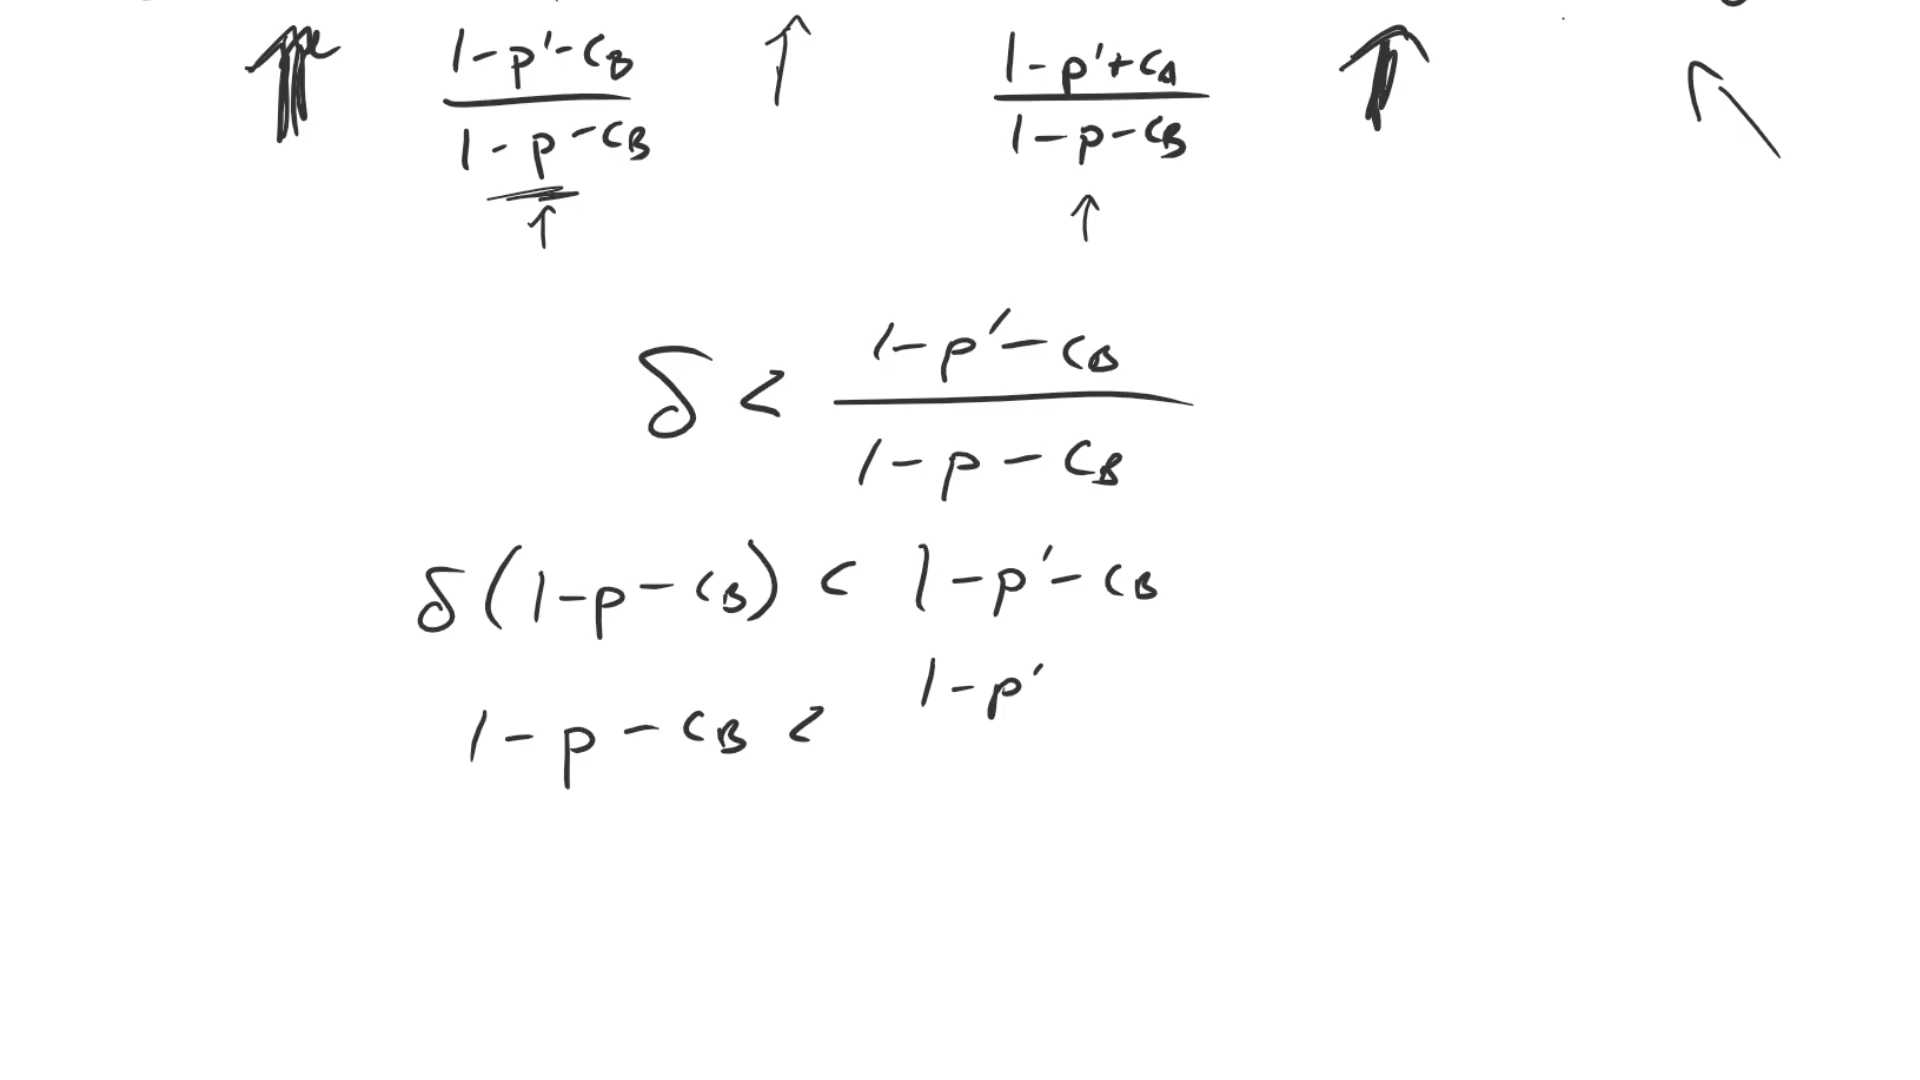 1-p'-c_B
1-p'+c_A
1-p-c_B
1-p-c_B
δ < (1-p'-c_B)/(1-p-c_B)
δ(1-p-c_B) < 1-p'-c_B
1-p'
1-p-c_B <